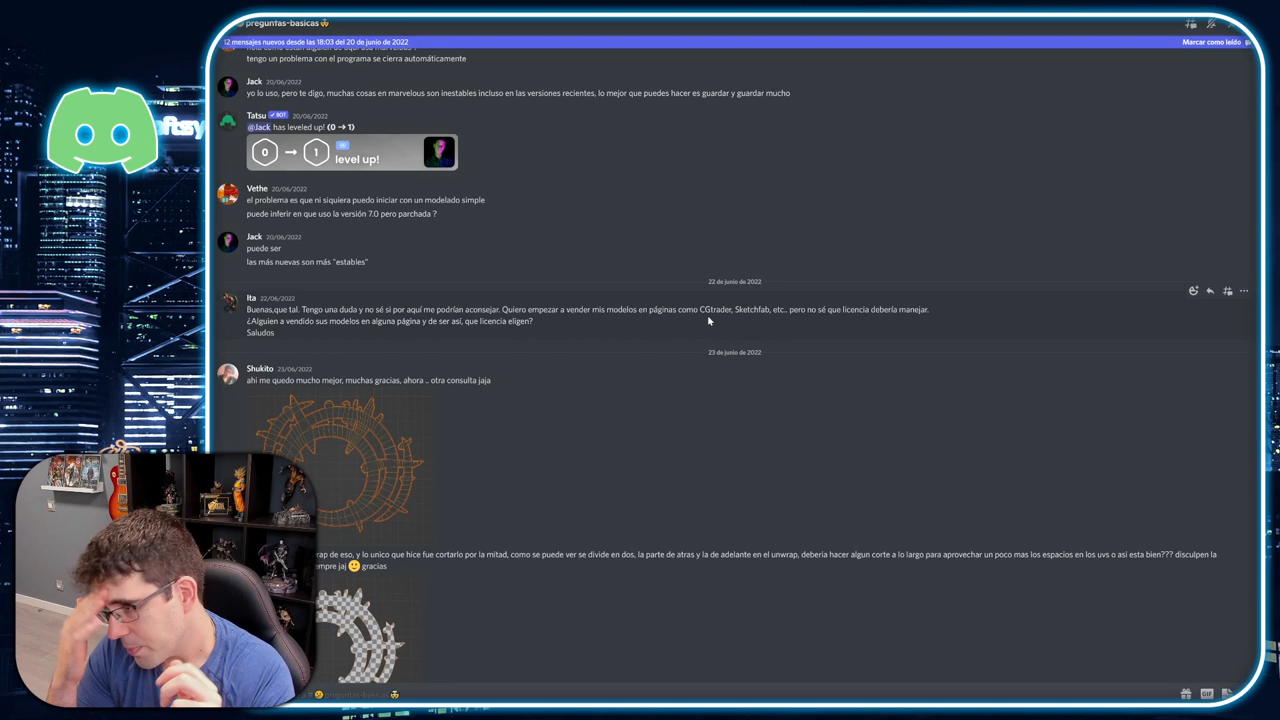 preguntas-basicas
12 mensajes nuevos desde las 18:03 del 20 de junio de 2022
Marcar como leído
tengo un problema con el programa se cierra automáticamente
Jack 20/06/2022
yo lo uso, pero te digo, muchas cosas en marvelous son inestables incluso en las versiones recientes, lo mejor que puedes hacer es guardar y guardar mucho
Tatsu ✓ BOT 20/06/2022
@Jack has leveled up! (0 → 1)
0 → 1 level up!
Vethe 20/06/2022
el problema es que ni siquiera puedo iniciar con un modelado simple
puede inferir en que uso la versión 7.0 pero parchada ?
Jack 20/06/2022
puede ser
las más nuevas son más "estables"
22 de junio de 2022
Ita 22/06/2022
Buenas,que tal. Tengo una duda y no sé si por aquí me podrían aconsejar. Quiero empezar a vender mis modelos en páginas como CGtrader, Sketchfab, etc.. pero no sé que licencia debería manejar.
¿Alguien a vendido sus modelos en alguna página y de ser así, que licencia eligen?
Saludos
23 de junio de 2022
Shukito 23/06/2022
ahi me quedo mucho mejor, muchas gracias, ahora .. otra consulta jaja
de eso, y lo unico que hice fue cortarlo por la mitad, como se puede ver se divide en dos, la parte de atras y la de adelante en el unwrap, debería hacer algun corte a lo largo para aprovechar un poco mas los espacios en los uvs o asi esta bien??? disculpen la
jaj 🙂 gracias
preguntas-basicas
GIF